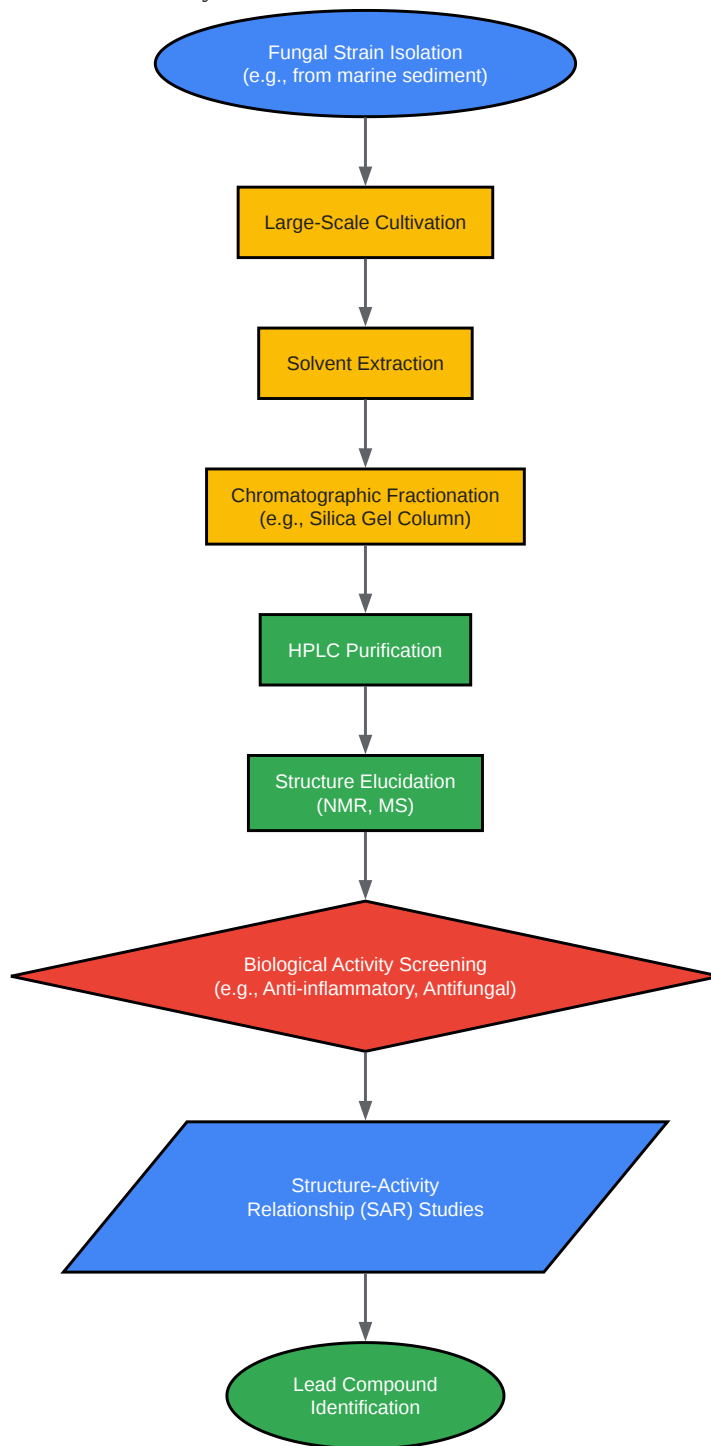 Fungal Strain Isolation
(e.g., from marine sediment)
Large-Scale Cultivation
Solvent Extraction
Chromatographic Fractionation
(e.g., Silica Gel Column)
HPLC Purification
Structure Elucidation
(NMR, MS)
Biological Activity Screening
(e.g., Anti-inflammatory, Antifungal)
Structure-Activity
Relationship (SAR) Studies
Lead Compound
Identification